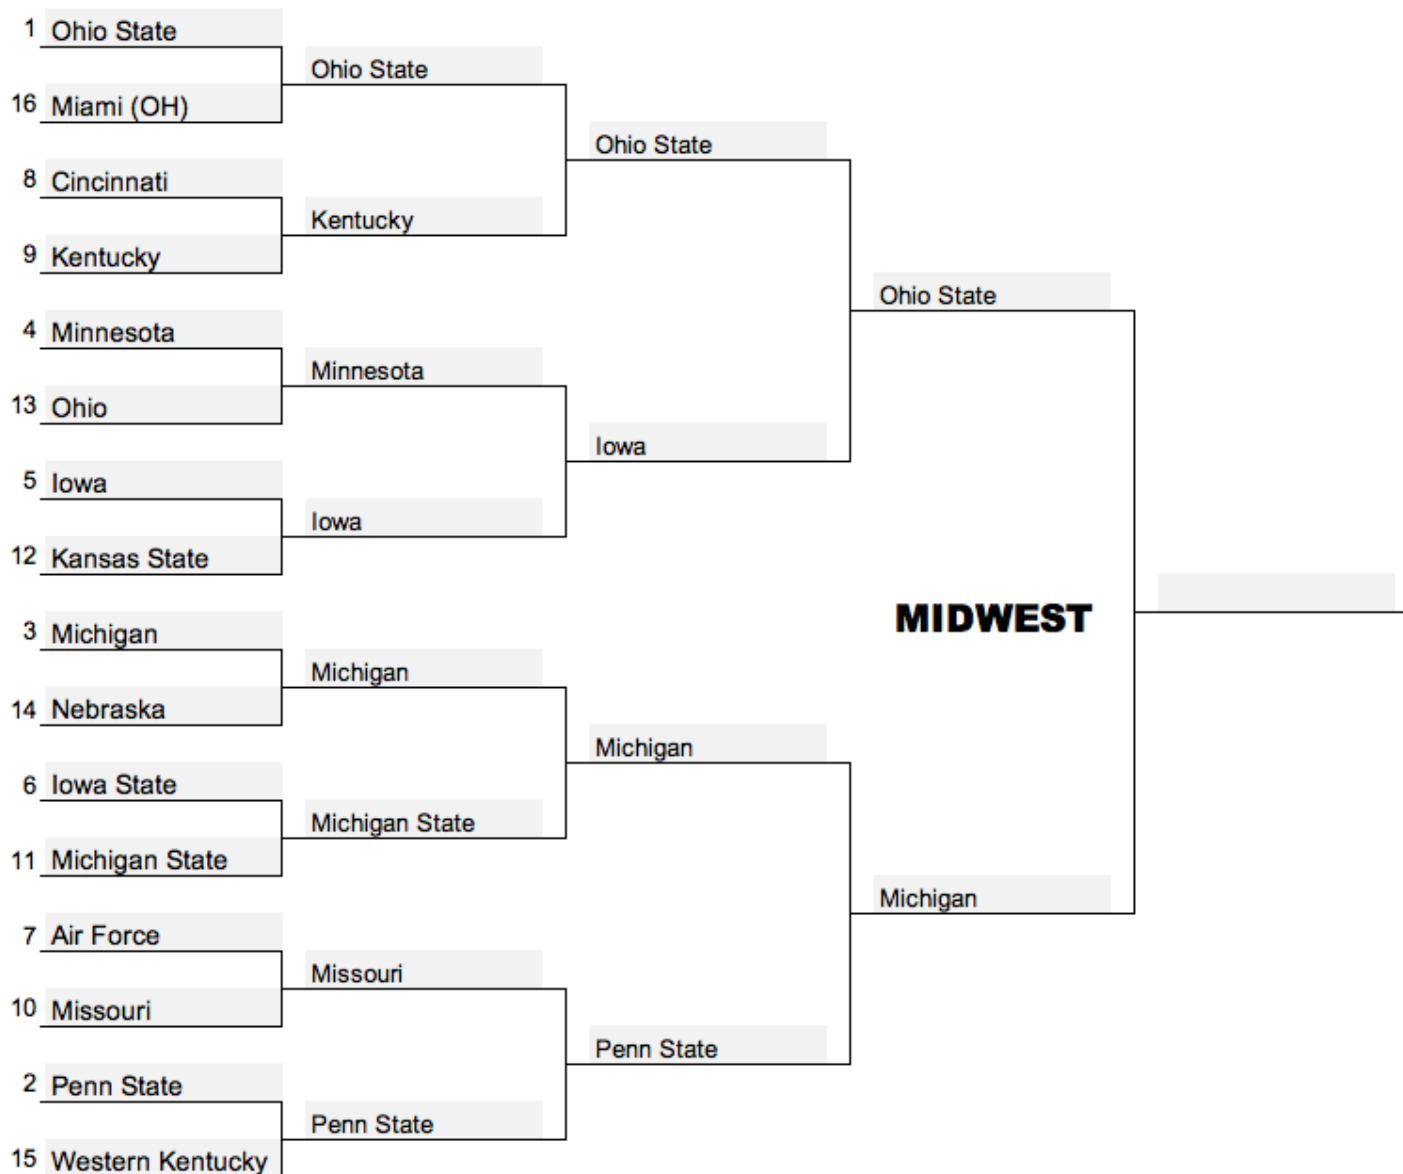 1 Ohio State
16 Miami (OH)
8 Cincinnati
9 Kentucky
4 Minnesota
13 Ohio
5 Iowa
12 Kansas State
3 Michigan
14 Nebraska
6 Iowa State
11 Michigan State
7 Air Force
10 Missouri
2 Penn State
15 Western Kentucky
Ohio State
Kentucky
Minnesota
Iowa
Michigan
Michigan State
Missouri
Penn State
Ohio State
Iowa
Michigan
Penn State
Ohio State
Michigan
MIDWEST